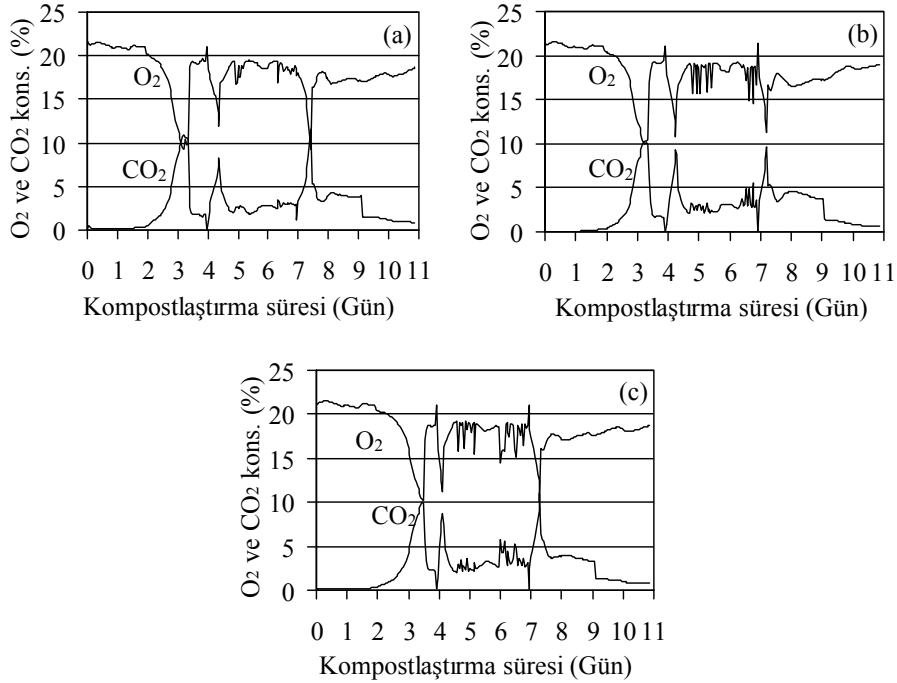 (a)
O2 ve CO2 kons. (%)
25
20
15
10
5
0
O2
CO2
0 1 2 3 4 5 6 7 8 9 10 11
Kompostlaştırma süresi (Gün)
(b)
O2 ve CO2 kons. (%)
25
20
15
10
5
0
O2
CO2
0 1 2 3 4 5 6 7 8 9 10 11
Kompostlaştırma süresi (Gün)
(c)
O2 ve CO2 kons. (%)
25
20
15
10
5
0
O2
CO2
0 1 2 3 4 5 6 7 8 9 10 11
Kompostlaştırma süresi (Gün)